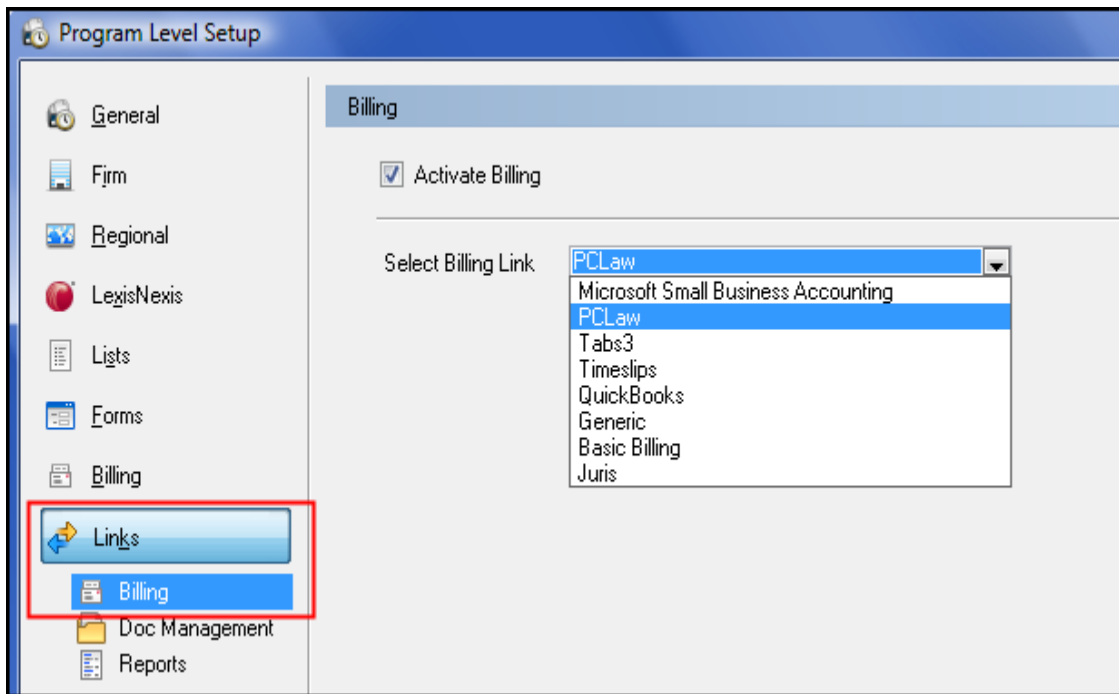 Program Level Setup
General
Firm
Regional
LexisNexis
Lists
Forms
Billing
Links
Billing
Doc Management
Reports
Billing
Activate Billing
Select Billing Link
PCLaw
Microsoft Small Business Accounting
PCLaw
Tabs3
Timeslips
QuickBooks
Generic
Basic Billing
Juris